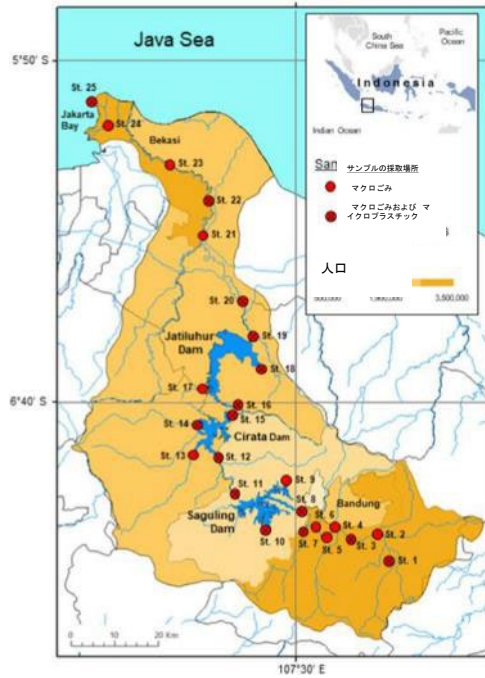 Java Sea
South
China Sea
Pacific
Ocean
Indonesia
Indian Ocean
サンプルの採取場所
マクロごみ
マクロごみおよび マ
イクロプラスチック
人口
1,900,000
3,500,000
5°50'S
6°40'S
107°30' E
St. 25
Jakarta
Bay
St. 24
Bekasi
St. 23
St. 22
St. 21
St. 20
St. 19
Jatiluhur
Dam
St. 18
St. 17
St. 16
St. 15
St. 14
Cirata Dam
St. 13
St. 12
St. 11
St. 9
St. 8
Bandung
Saguling
Dam
St. 6
St. 4
St. 2
St. 10
St. 7
St. 5
St. 3
St. 1
0
10
20 Km